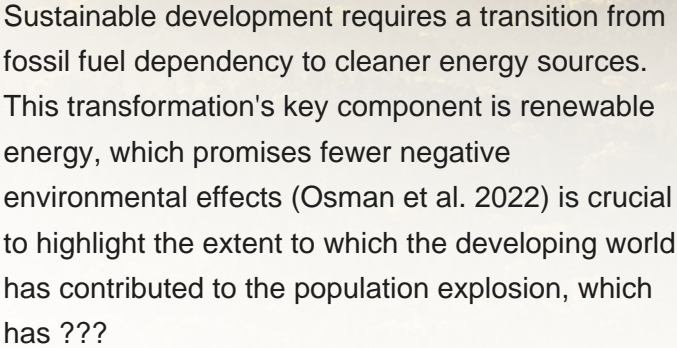 Sustainable development requires a transition from
fossil fuel dependency to cleaner energy sources.
This transformation's key component is renewable
energy, which promises fewer negative
environmental effects (Osman et al. 2022) is crucial
to highlight the extent to which the developing world
has contributed to the population explosion, which
has ???